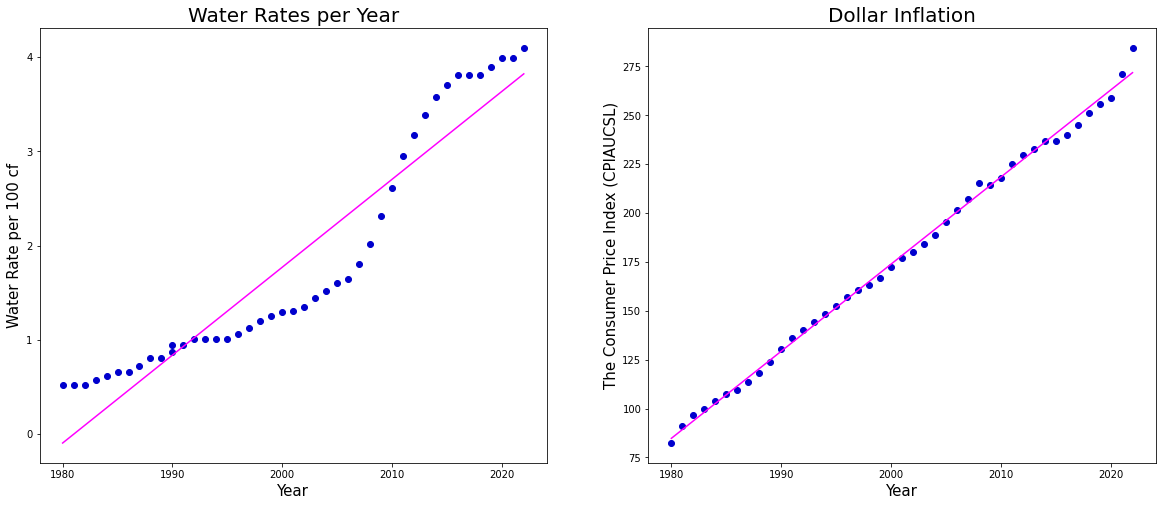 Water Rates per Year
Water Rate per 100 cf
4
3
2
1
0
1980 1990 2000 2010 2020
Year
Dollar Inflation
The Consumer Price Index (CPIAUCSL)
275
250
225
200
175
150
125
100
75
1980 1990 2000 2010 2020
Year